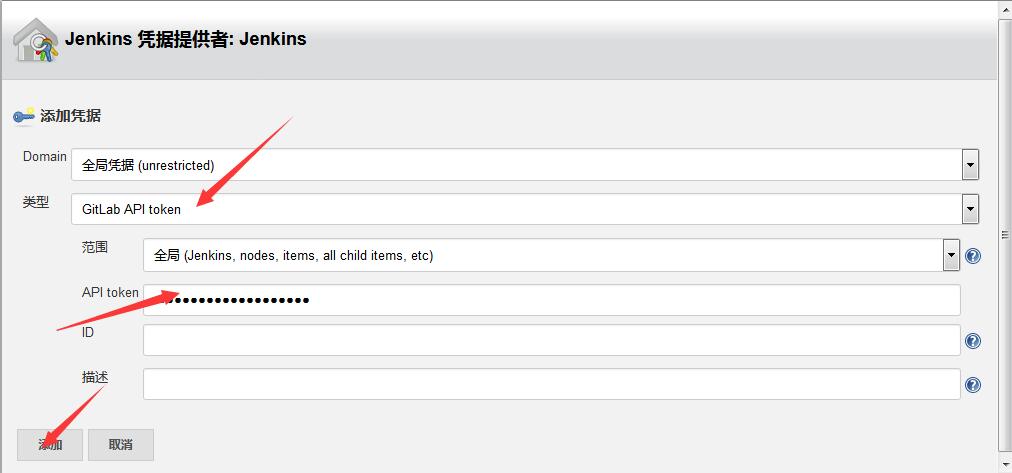 Jenkins 凭据提供者: Jenkins
添加凭据
Domain 全局凭据 (unrestricted)
类型 GitLab API token
范围 全局 (Jenkins, nodes, items, all child items, etc)
API token
ID
描述
添加 取消